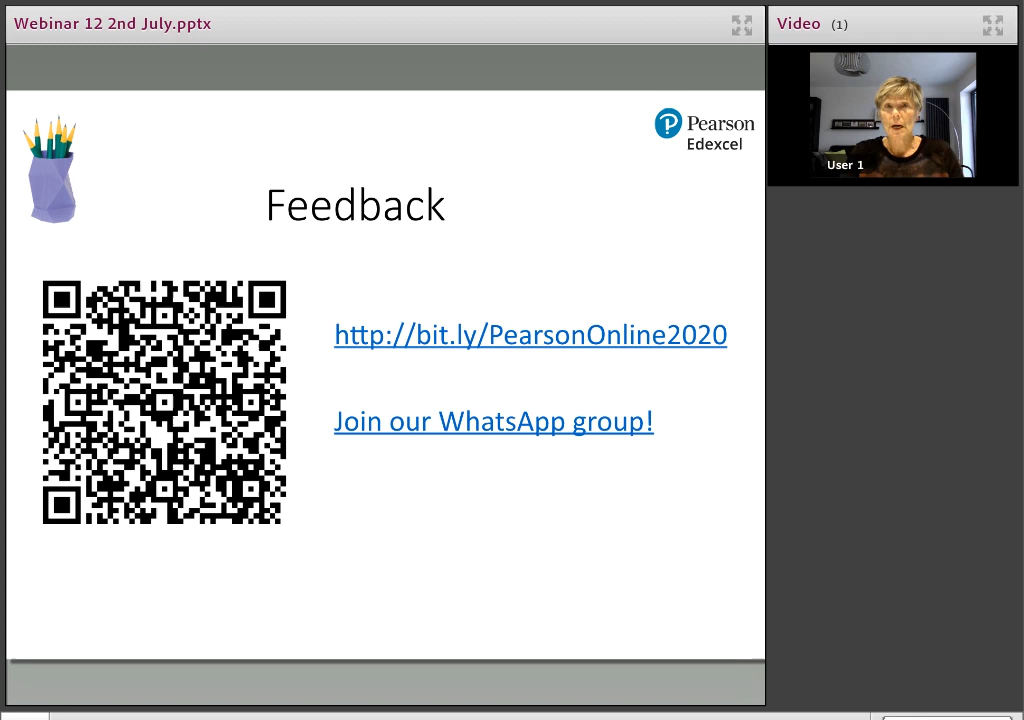 Webinar 12 2nd July.pptx
Video (1)
User 1
Pearson
Edexcel
Feedback
http://bit.ly/PearsonOnline2020
Join our WhatsApp group!